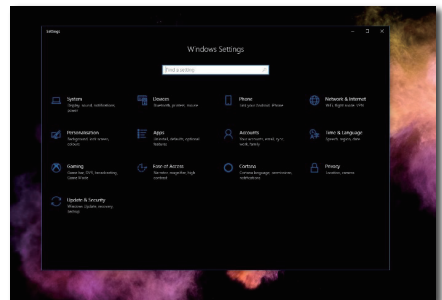 Settings
Windows Settings
Find a setting
System
Display, sound, notifications,
power
Devices
Bluetooth, printers, mouse
Phone
Link your Android, iPhone
Network & Internet
Wi-Fi, flight mode, VPN
Personalisation
Background, lock screen,
colours
Apps
Uninstall, defaults, optional
features
Accounts
Your accounts, email, sync,
work, family
Time & Language
Speech, region, date
Gaming
Game bar, DVR, broadcasting,
Game Mode
Ease of Access
Narrator, magnifier, high
contrast
Cortana
Cortana language, permissions,
notifications
Privacy
Location, camera
Update & Security
Windows Update, recovery,
backup